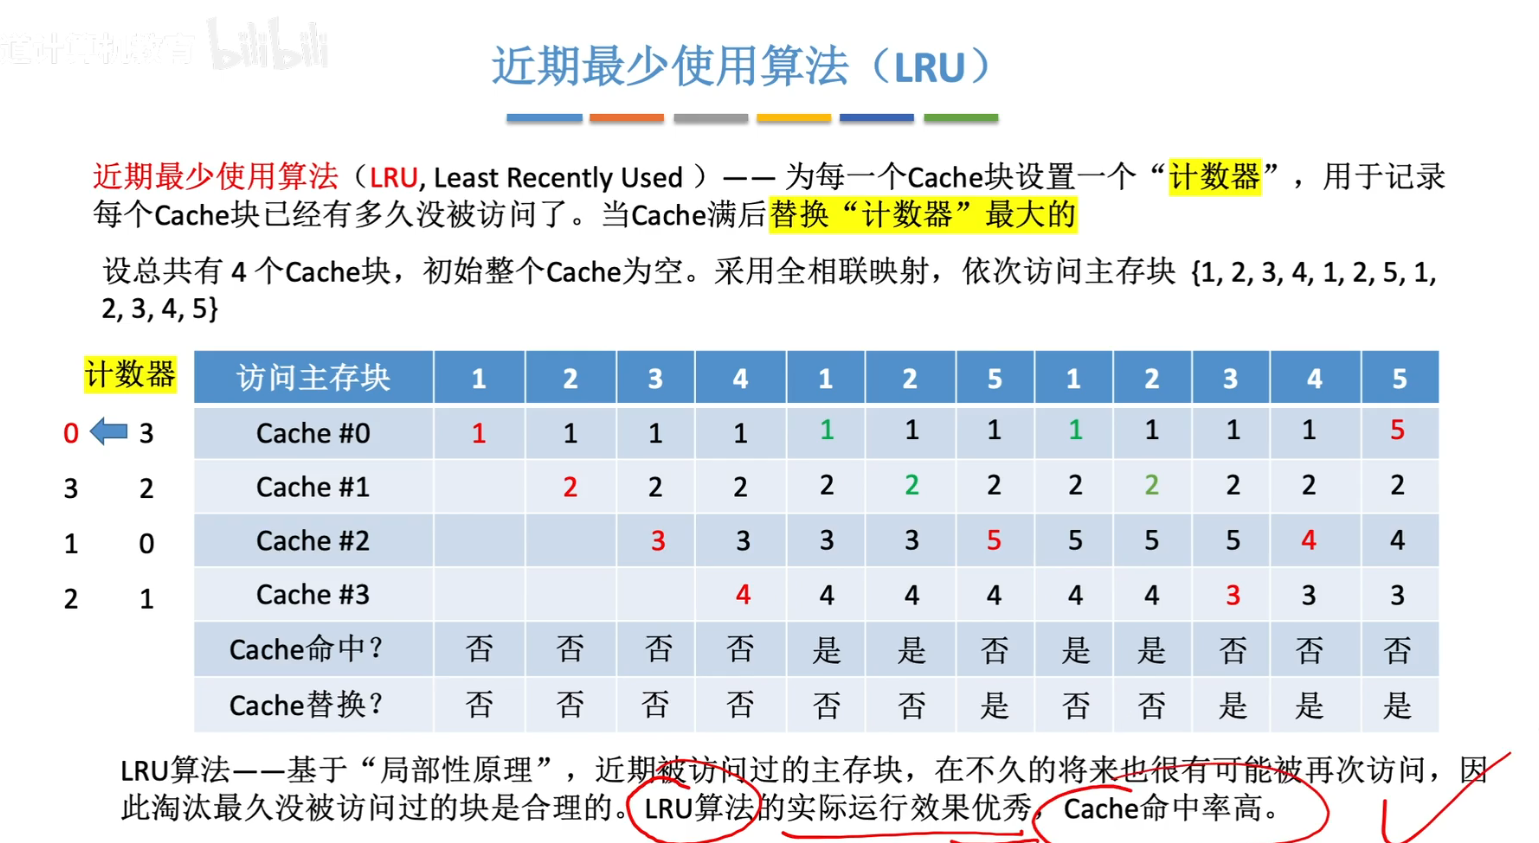 道计算机教育 bilibili
近期最少使用算法（LRU）
近期最少使用算法（LRU, Least Recently Used ）—— 为每一个Cache块设置一个“计数器”，用于记录
每个Cache块已经有多久没被访问了。当Cache满后替换“计数器”最大的
设总共有 4 个Cache块，初始整个Cache为空。采用全相联映射，依次访问主存块 {1, 2, 3, 4, 1, 2, 5, 1,
2, 3, 4, 5}
计数器 访问主存块 1 2 3 4 1 2 5 1 2 3 4 5
0 3 Cache #0 1 1 1 1 1 1 1 1 1 1 1 5
3 2 Cache #1 2 2 2 2 2 2 2 2 2 2 2
1 0 Cache #2 3 3 3 3 5 5 5 5 4 4
2 1 Cache #3 4 4 4 4 4 4 3 3 3
Cache命中？ 否 否 否 否 是 是 否 是 是 否 否 否
Cache替换？ 否 否 否 否 否 否 是 否 否 是 是 是
LRU算法——基于“局部性原理”，近期被访问过的主存块，在不久的将来也很有可能被再次访问，因
此淘汰最久没被访问过的块是合理的。LRU算法的实际运行效果优秀，Cache命中率高。